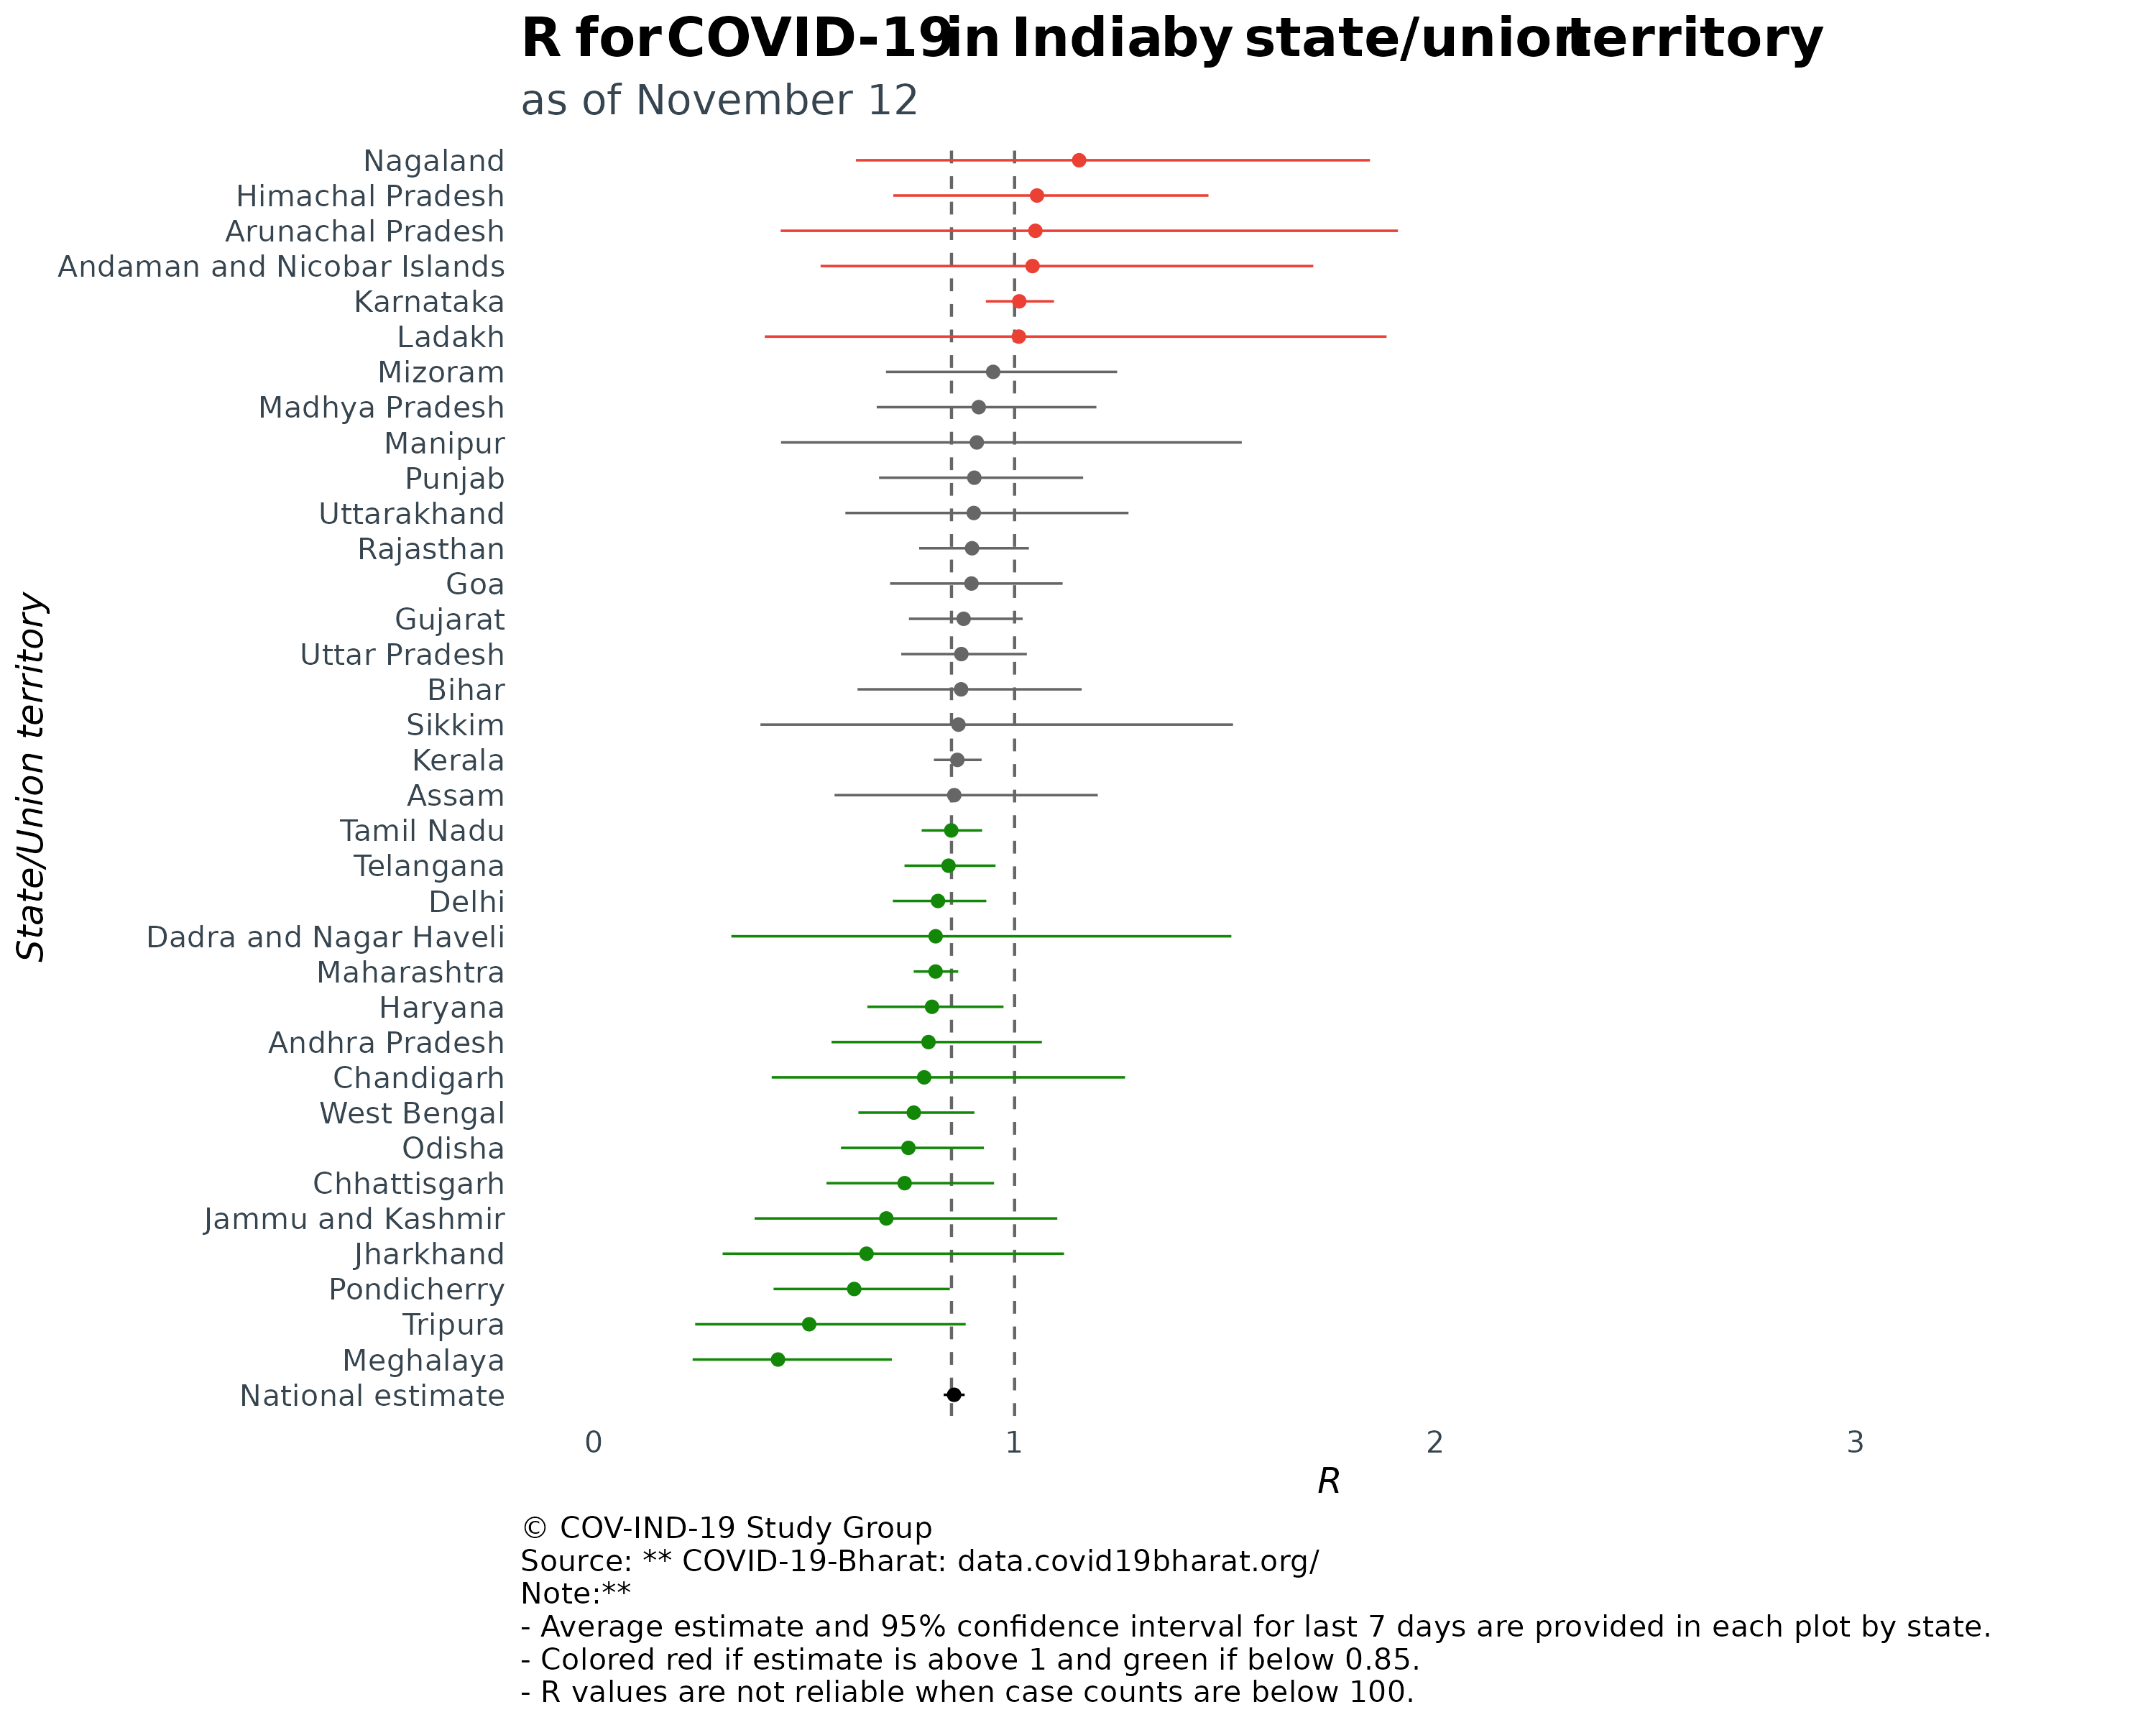 R for COVID-19 in India by state/union territory
as of November 12
Nagaland
Himachal Pradesh
Arunachal Pradesh
Andaman and Nicobar Islands
Karnataka
Ladakh
Mizoram
Madhya Pradesh
Manipur
Punjab
Uttarakhand
Rajasthan
Goa
Gujarat
Uttar Pradesh
Bihar
Sikkim
Kerala
Assam
Tamil Nadu
Telangana
Delhi
Dadra and Nagar Haveli
Maharashtra
Haryana
Andhra Pradesh
Chandigarh
West Bengal
Odisha
Chhattisgarh
Jammu and Kashmir
Jharkhand
Pondicherry
Tripura
Meghalaya
National estimate
State/Union territory
0 1 2 3
R
© COV-IND-19 Study Group
Source: ** COVID-19-Bharat: data.covid19bharat.org/
Note:**
- Average estimate and 95% confidence interval for last 7 days are provided in each plot by state.
- Colored red if estimate is above 1 and green if below 0.85.
- R values are not reliable when case counts are below 100.